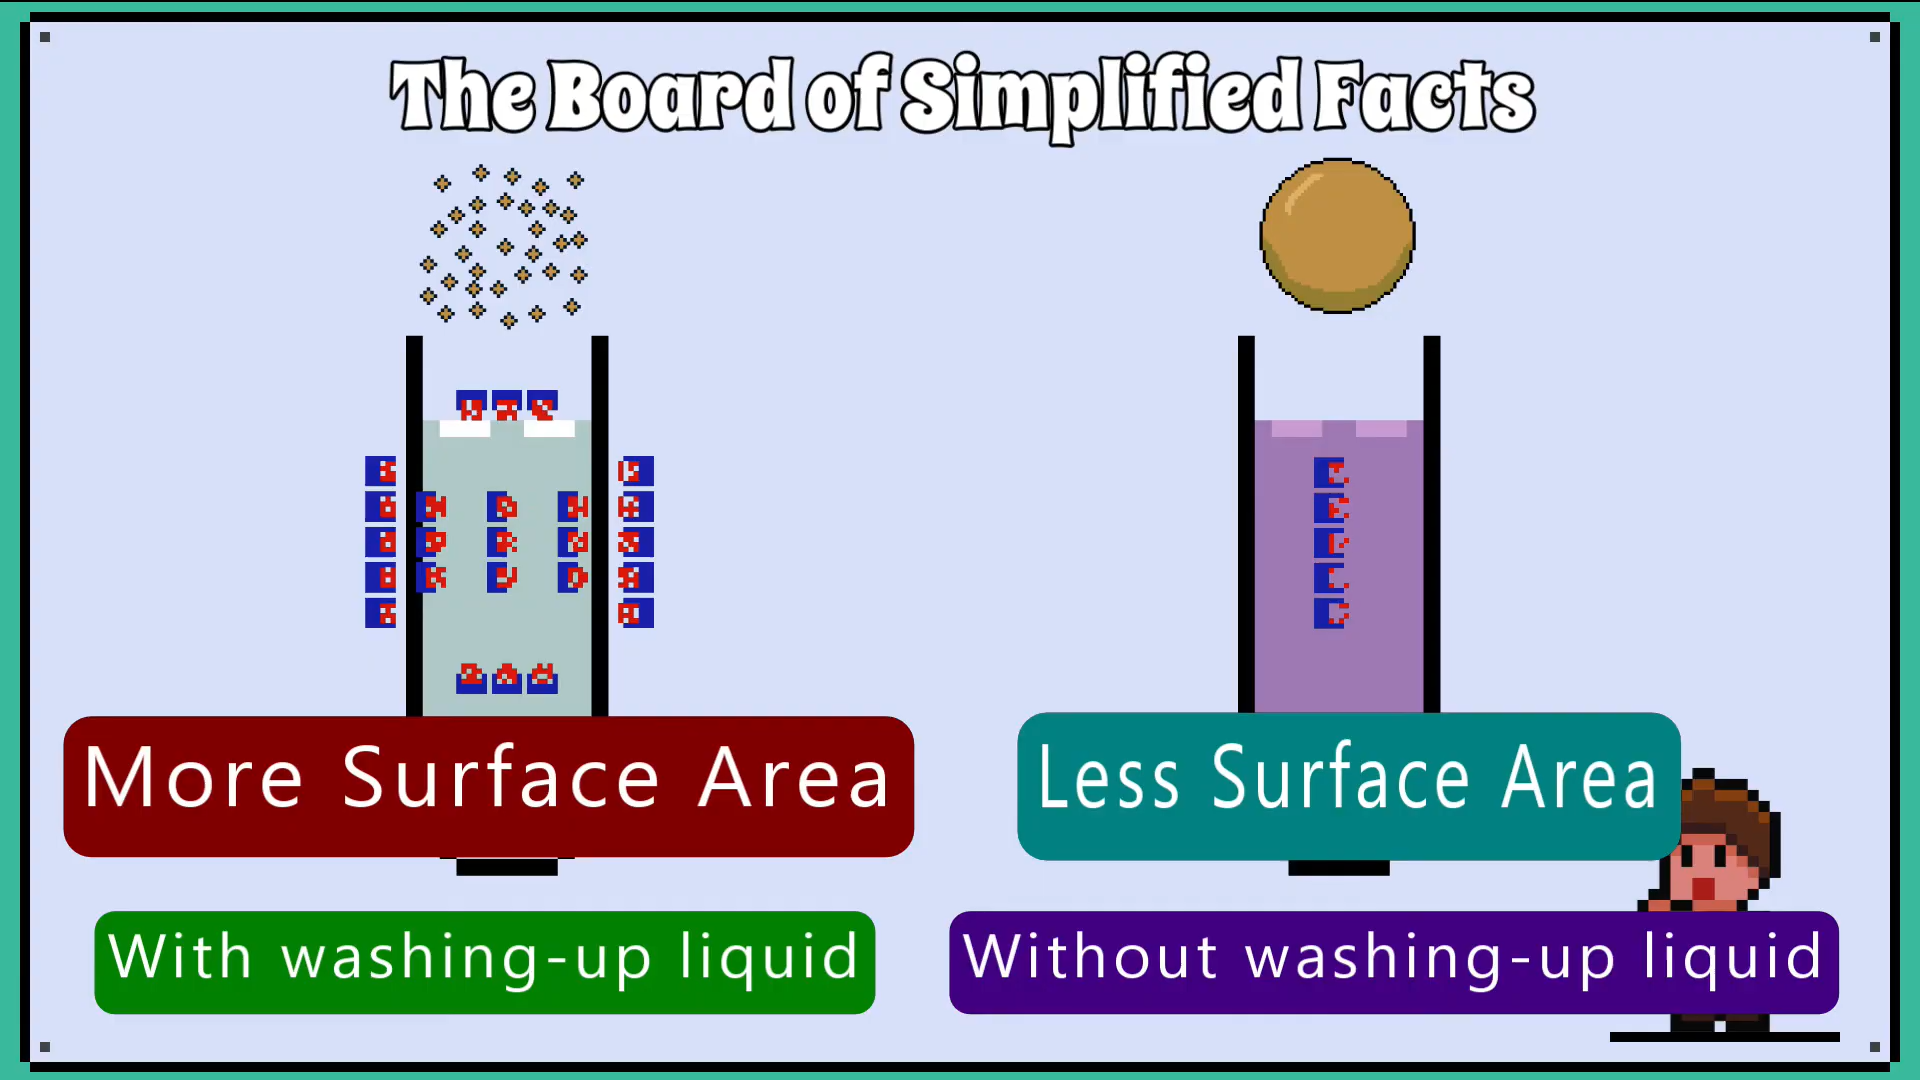 The Board of Simplified Facts
More Surface Area
Less Surface Area
With washing-up liquid
Without washing-up liquid